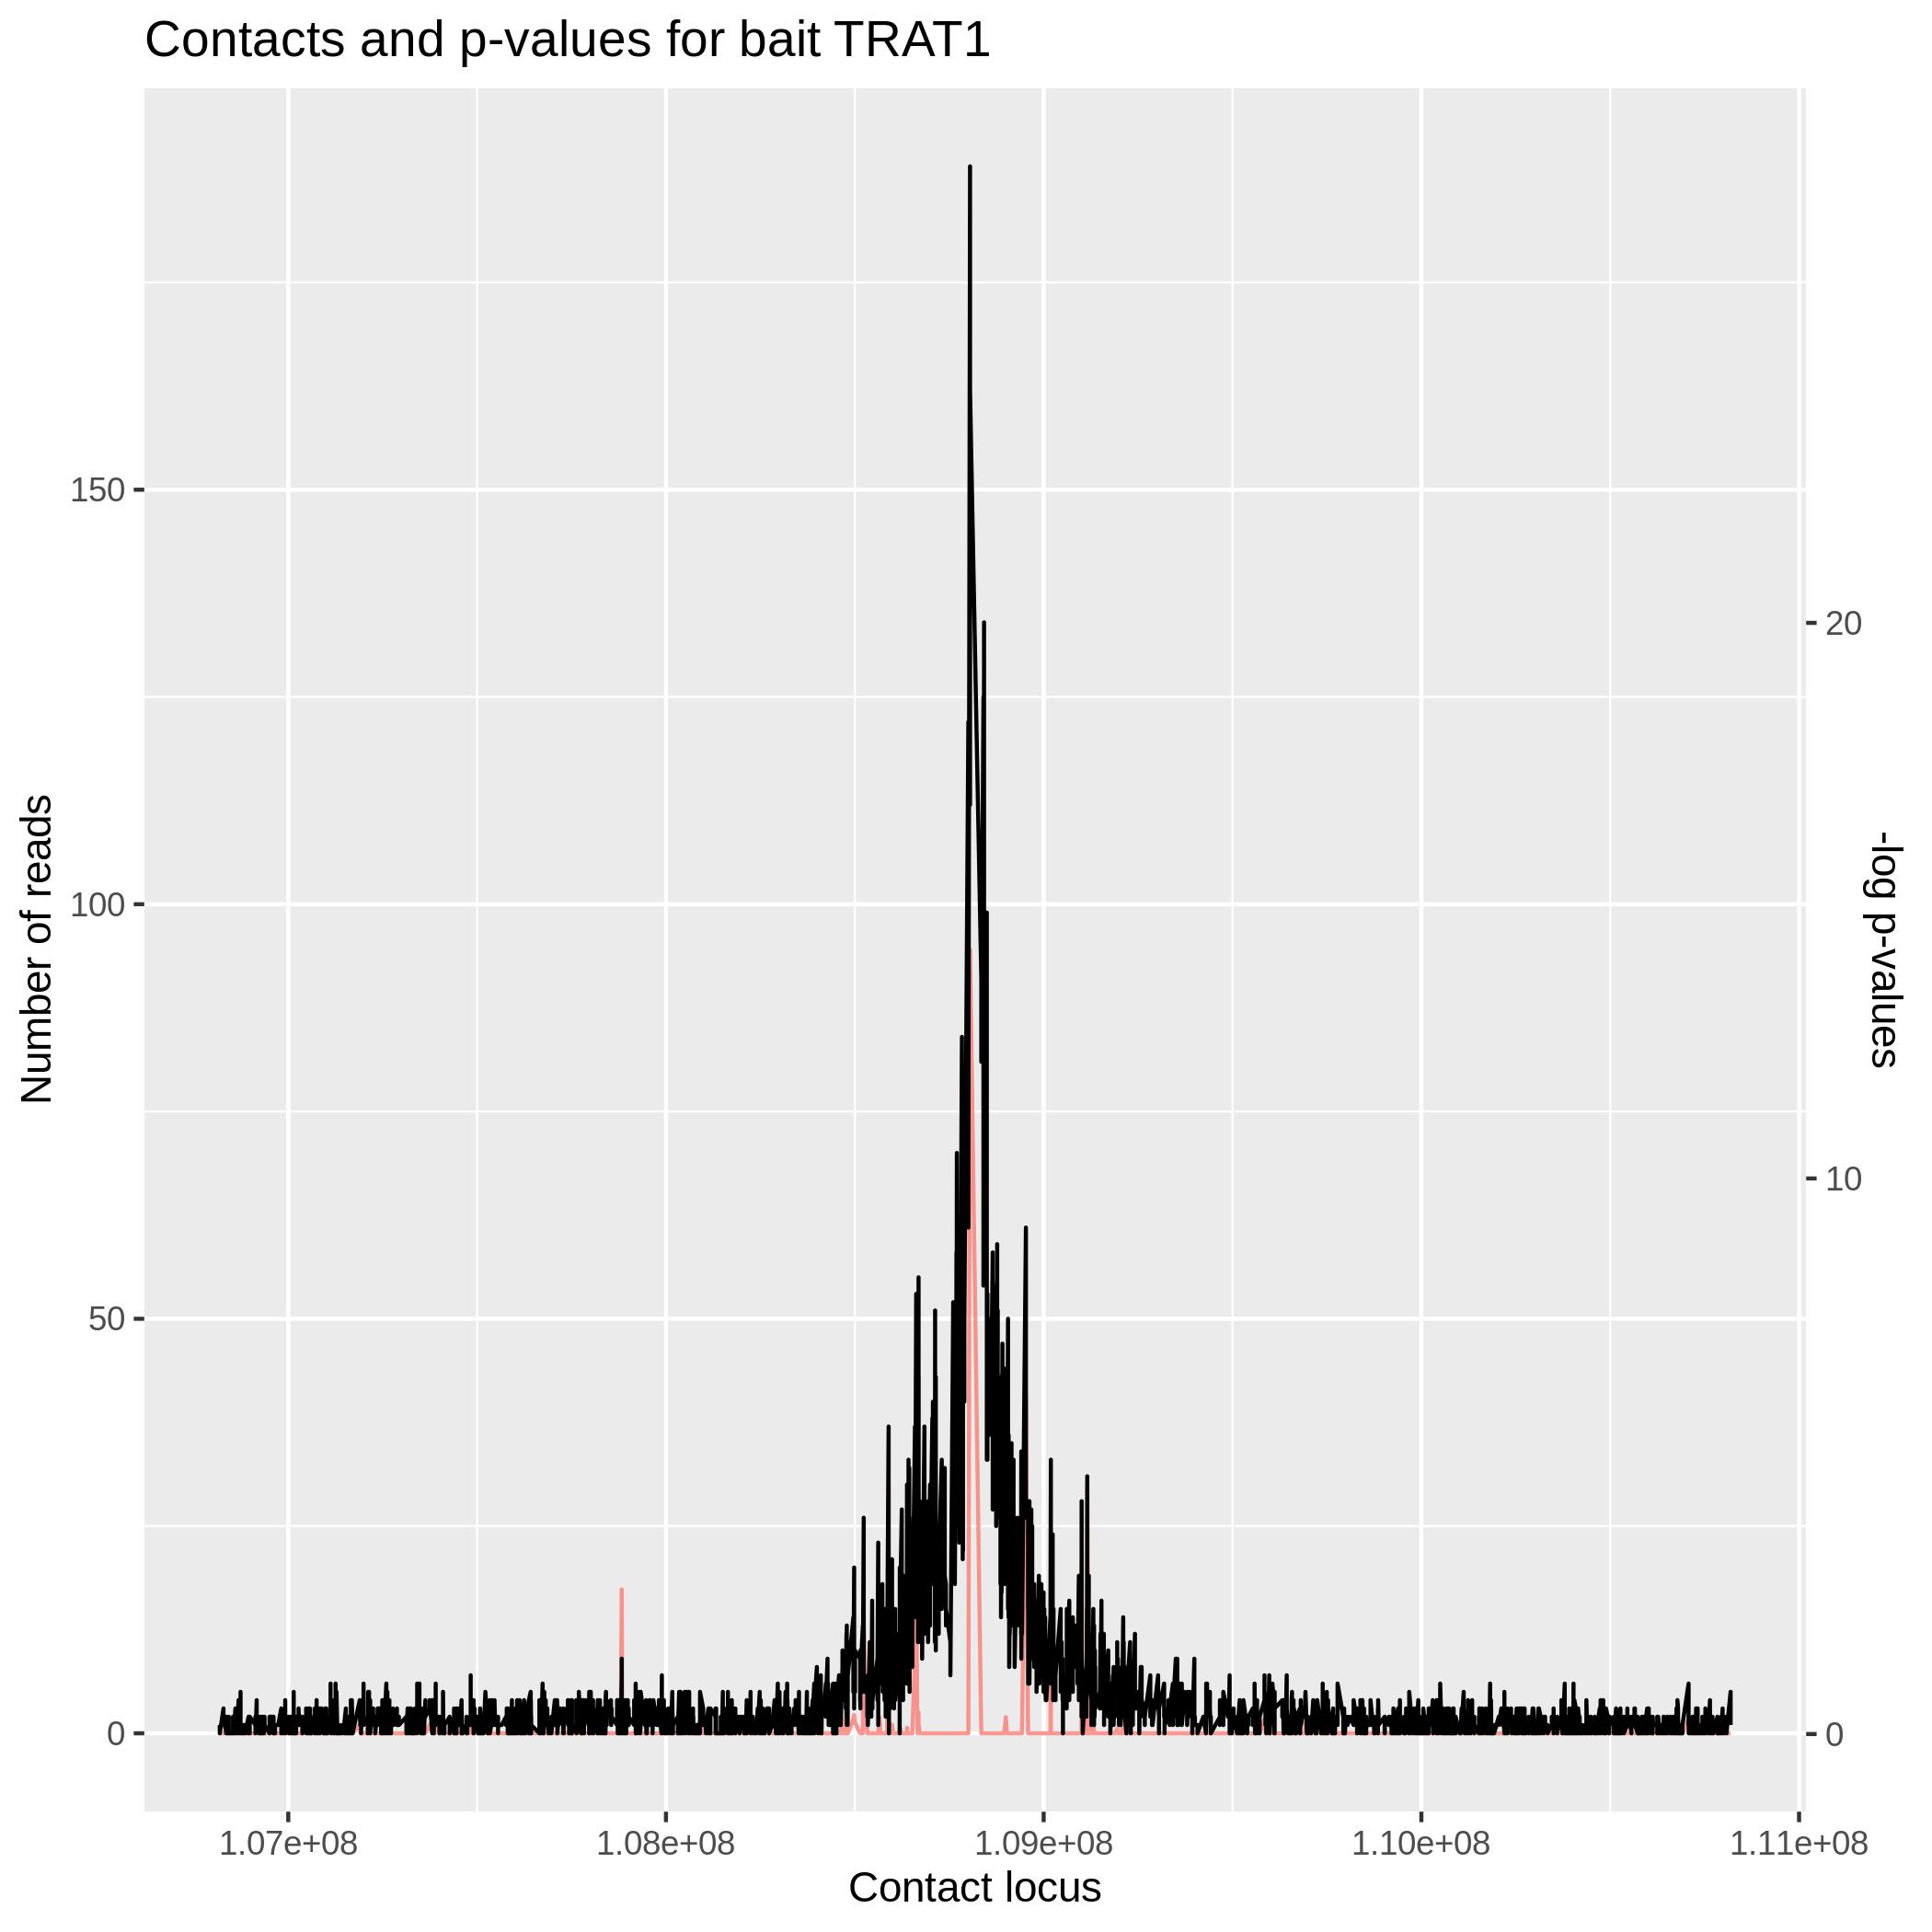 Contacts and p-values for bait TRAT1
Number of reads
150
100
50
0
20
10
0
-log p-values
1.07e+08
1.08e+08
1.09e+08
1.10e+08
1.11e+08
Contact locus